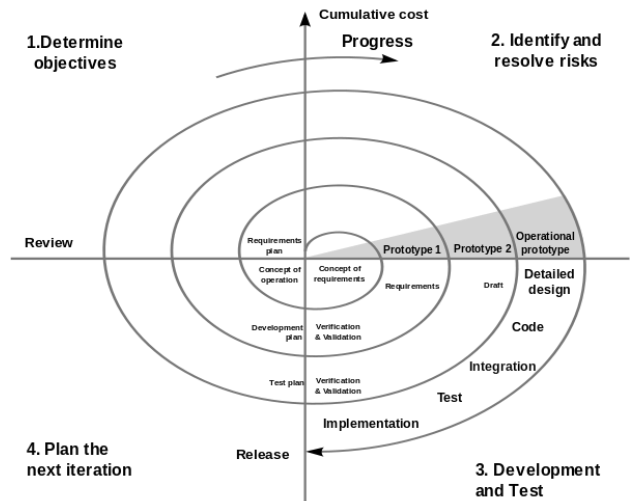 Cumulative cost
1.Determine
objectives
Progress
2. Identify and
resolve risks
Review
Requirements
plan
Prototype 1
Prototype 2
Operational
prototype
Concept of
operation
Concept of
requirements
Requirements
Draft
Detailed
design
Development
plan
Verification
& Validation
Code
Integration
Test plan
Verification
& Validation
Test
Implementation
4. Plan the
next iteration
Release
3. Development
and Test